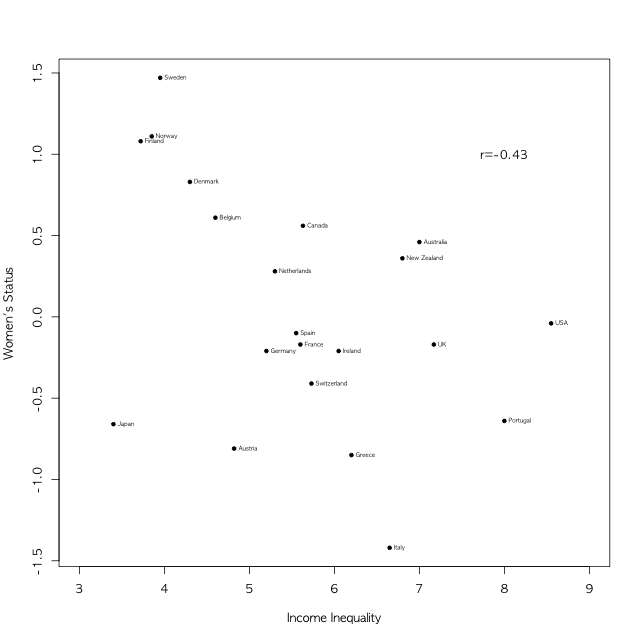 1.5
Sweden
Norway
Finland
1.0
r=-0.43
Denmark
Belgium
Canada
0.5
Australia
New Zealand
Netherlands
Women's Status
0.0
USA
Spain
France
UK
Germany
Ireland
Switzerland
-0.5
Japan
Portugal
Austria
Greece
-1.0
Italy
-1.5
3 4 5 6 7 8 9
Income Inequality